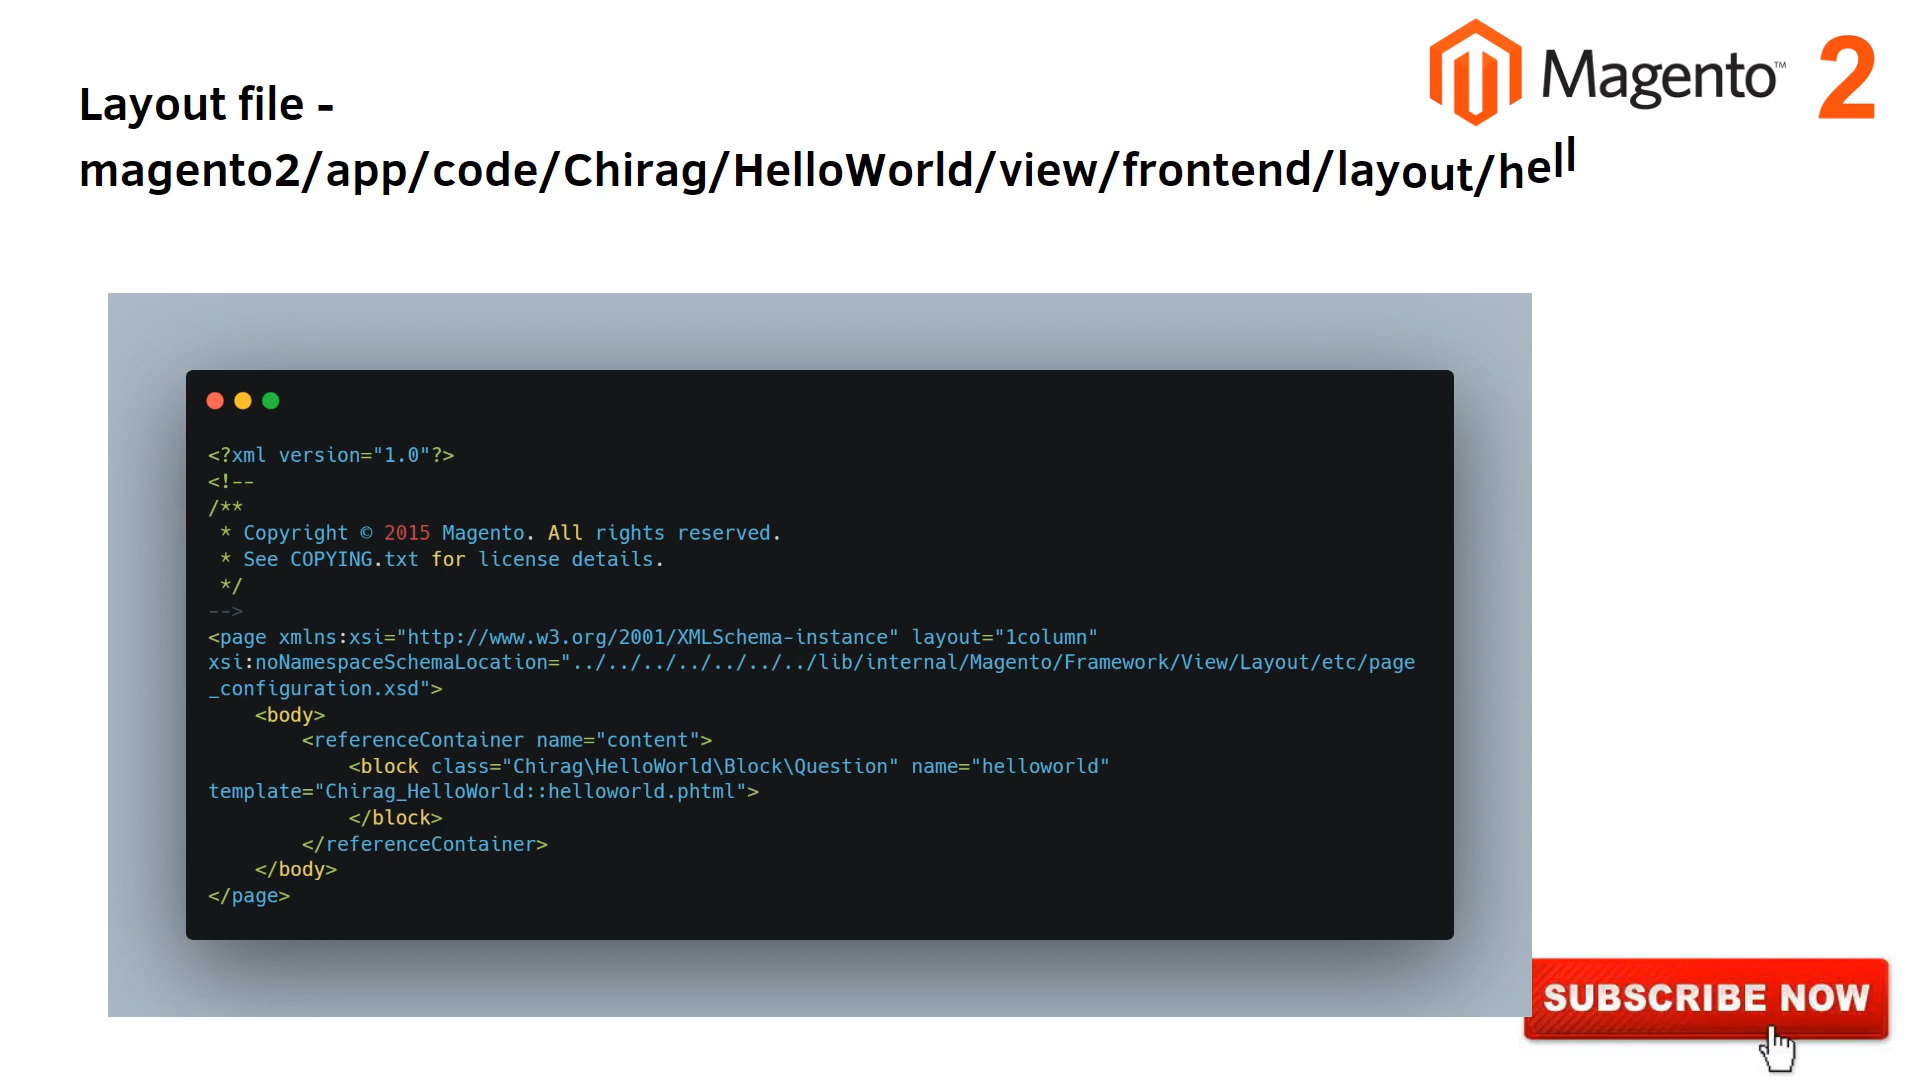 Magento™ 2
Layout file -
magento2/app/code/Chirag/HelloWorld/view/frontend/layout/hell
<?xml version="1.0"?>
<!--
/**
 * Copyright © 2015 Magento. All rights reserved.
 * See COPYING.txt for license details.
 */
-->
<page xmlns:xsi="http://www.w3.org/2001/XMLSchema-instance" layout="1column"
xsi:noNamespaceSchemaLocation="../../../../../../../lib/internal/Magento/Framework/View/Layout/etc/page
_configuration.xsd">
    <body>
        <referenceContainer name="content">
            <block class="Chirag\HelloWorld\Block\Question" name="helloworld"
template="Chirag_HelloWorld::helloworld.phtml">
            </block>
        </referenceContainer>
    </body>
</page>
SUBSCRIBE NOW